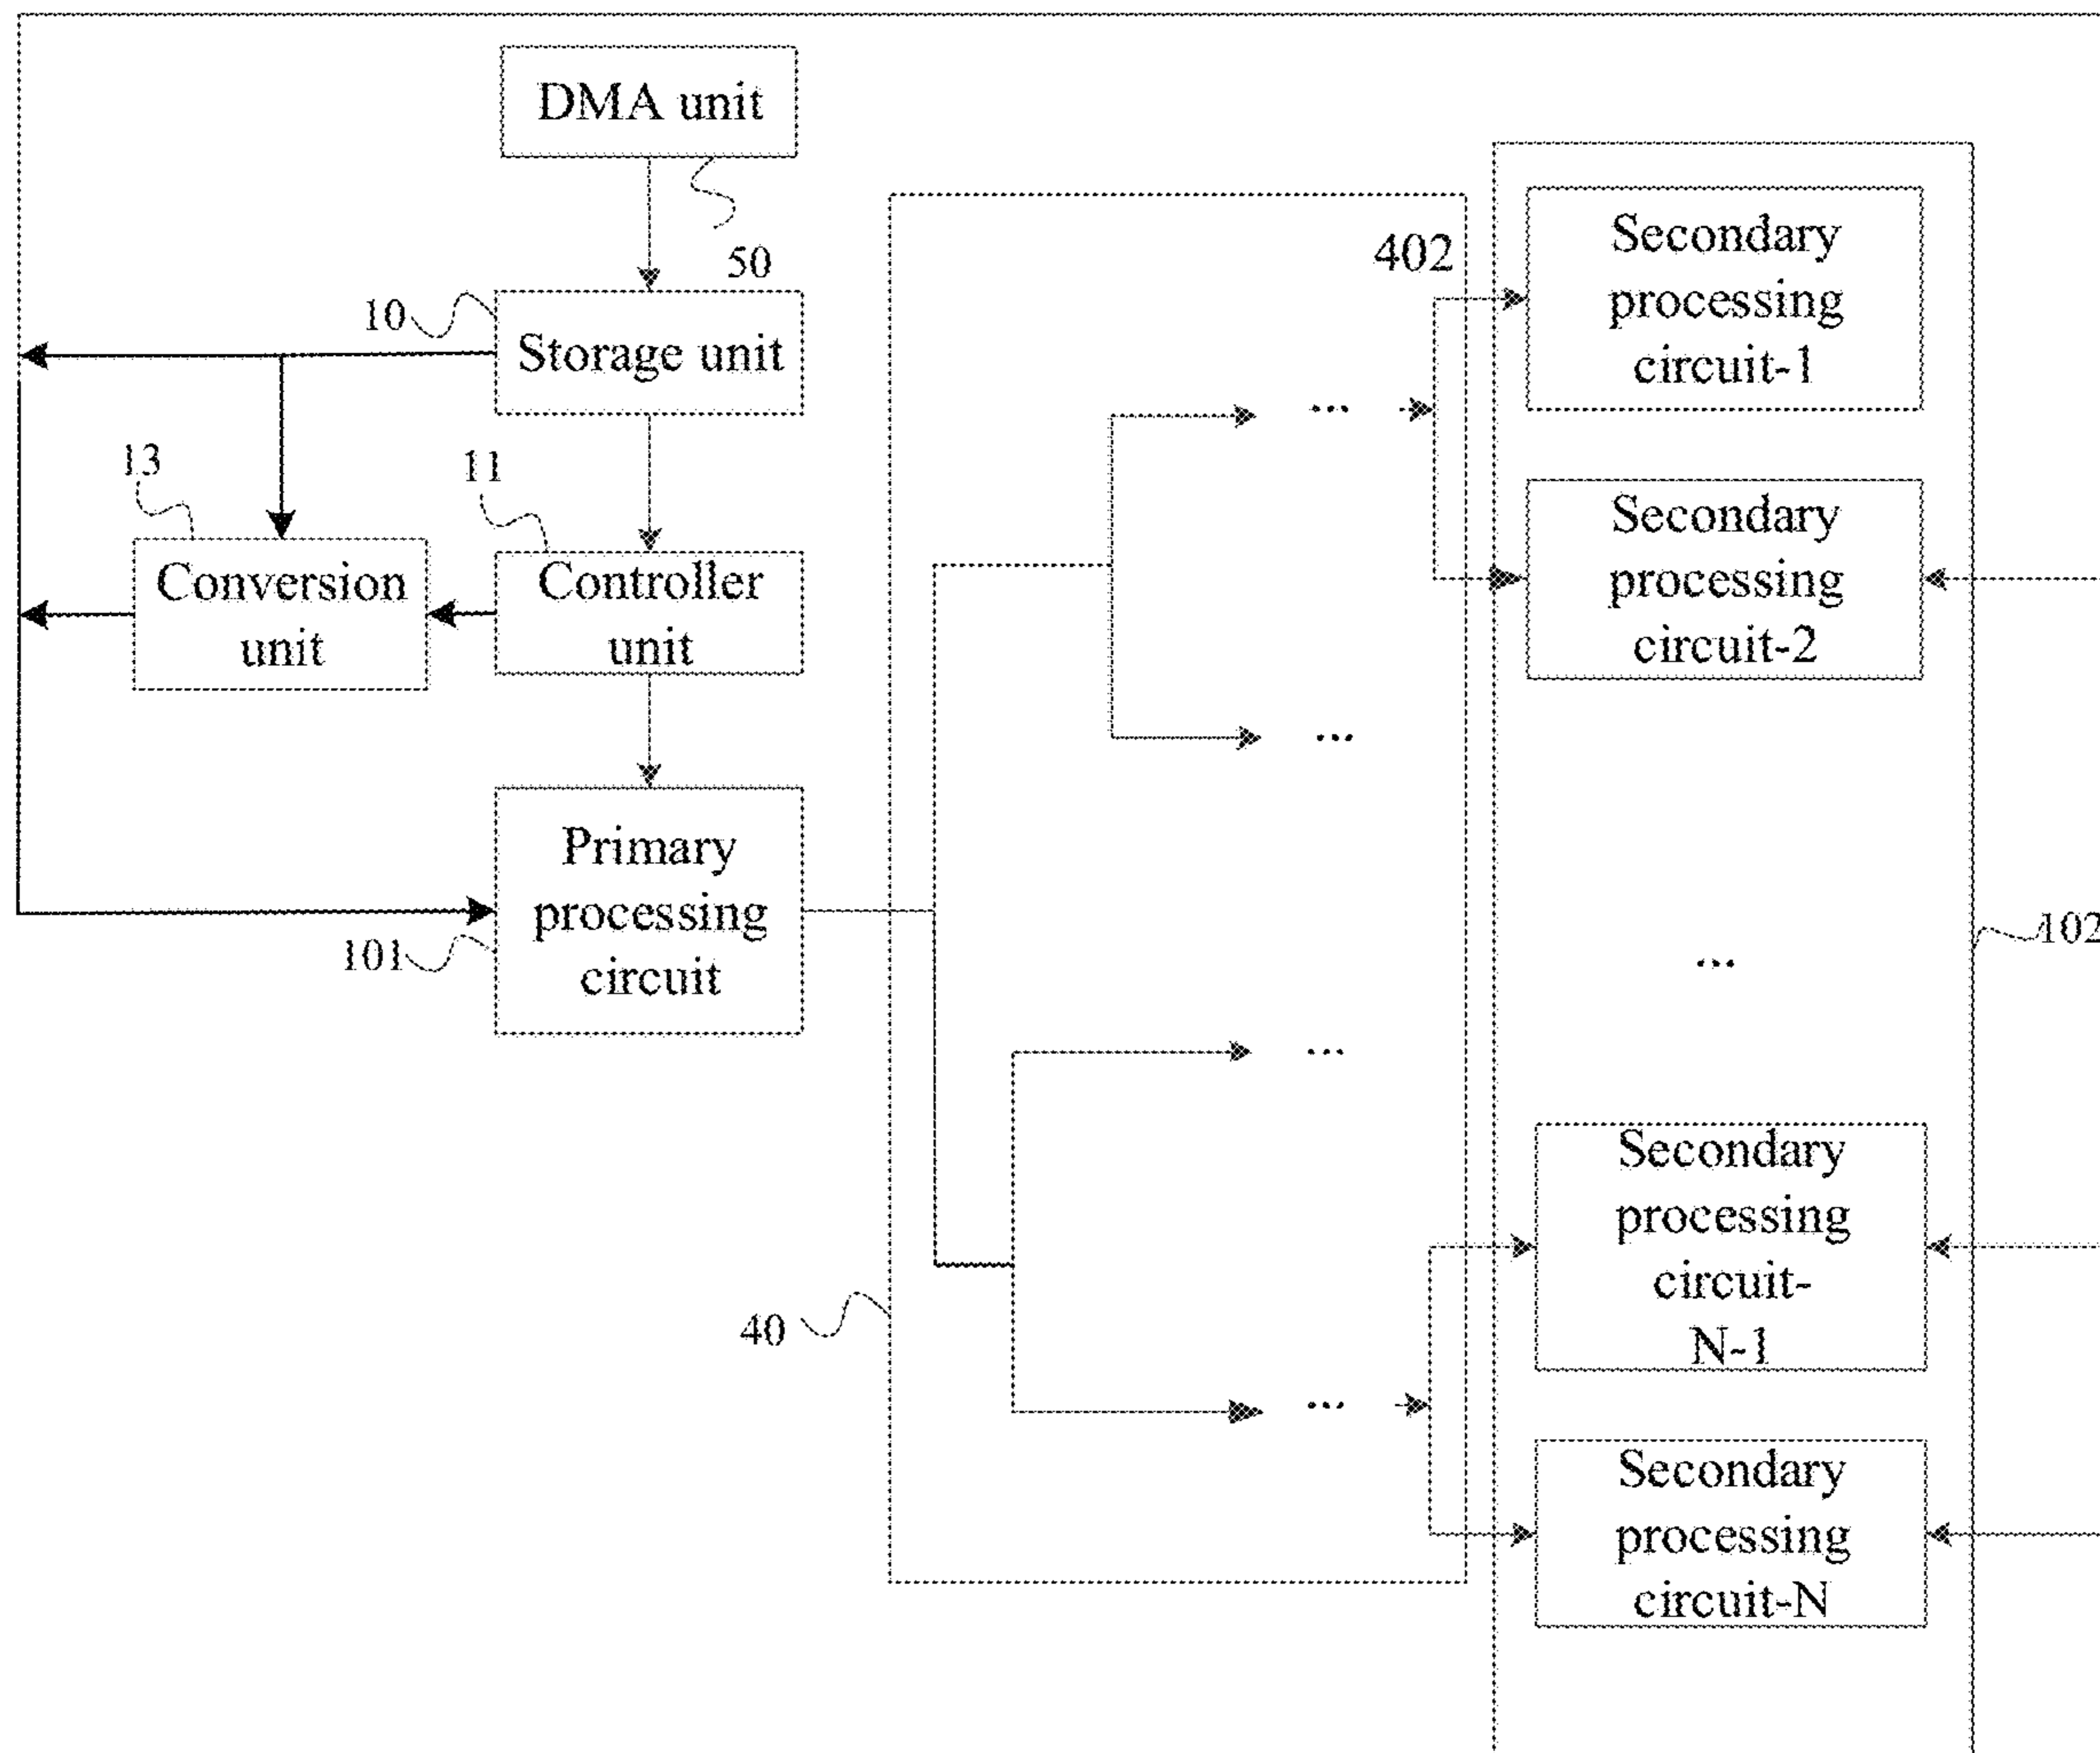 DMA unit
50
10
Storage unit
13
11
Conversion
unit
Controller
unit
Primary
processing
circuit
101
40
402
...
...
...
...
Secondary
processing
circuit-1
Secondary
processing
circuit-2
...
102
Secondary
processing
circuit-
N-1
Secondary
processing
circuit-N